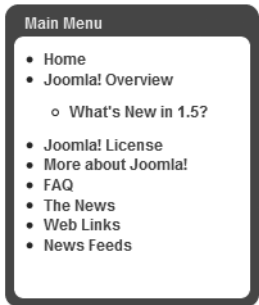 Main Menu
Home
Joomla! Overview
What's New in 1.5?
Joomla! License
More about Joomla!
FAQ
The News
Web Links
News Feeds